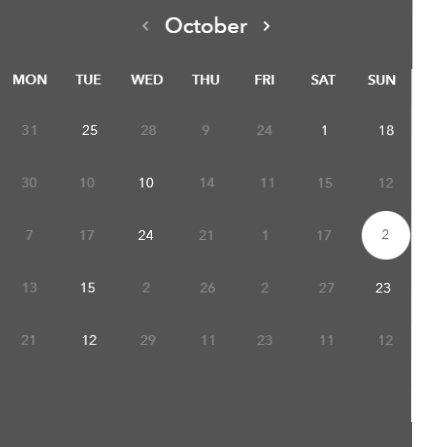 ‹ October ›
MON TUE WED THU FRI SAT SUN
31 25 28 9 24 1 18
30 10 10 14 11 15 12
7 17 24 21 1 17 2
13 15 2 26 2 27 23
21 12 29 11 23 11 12